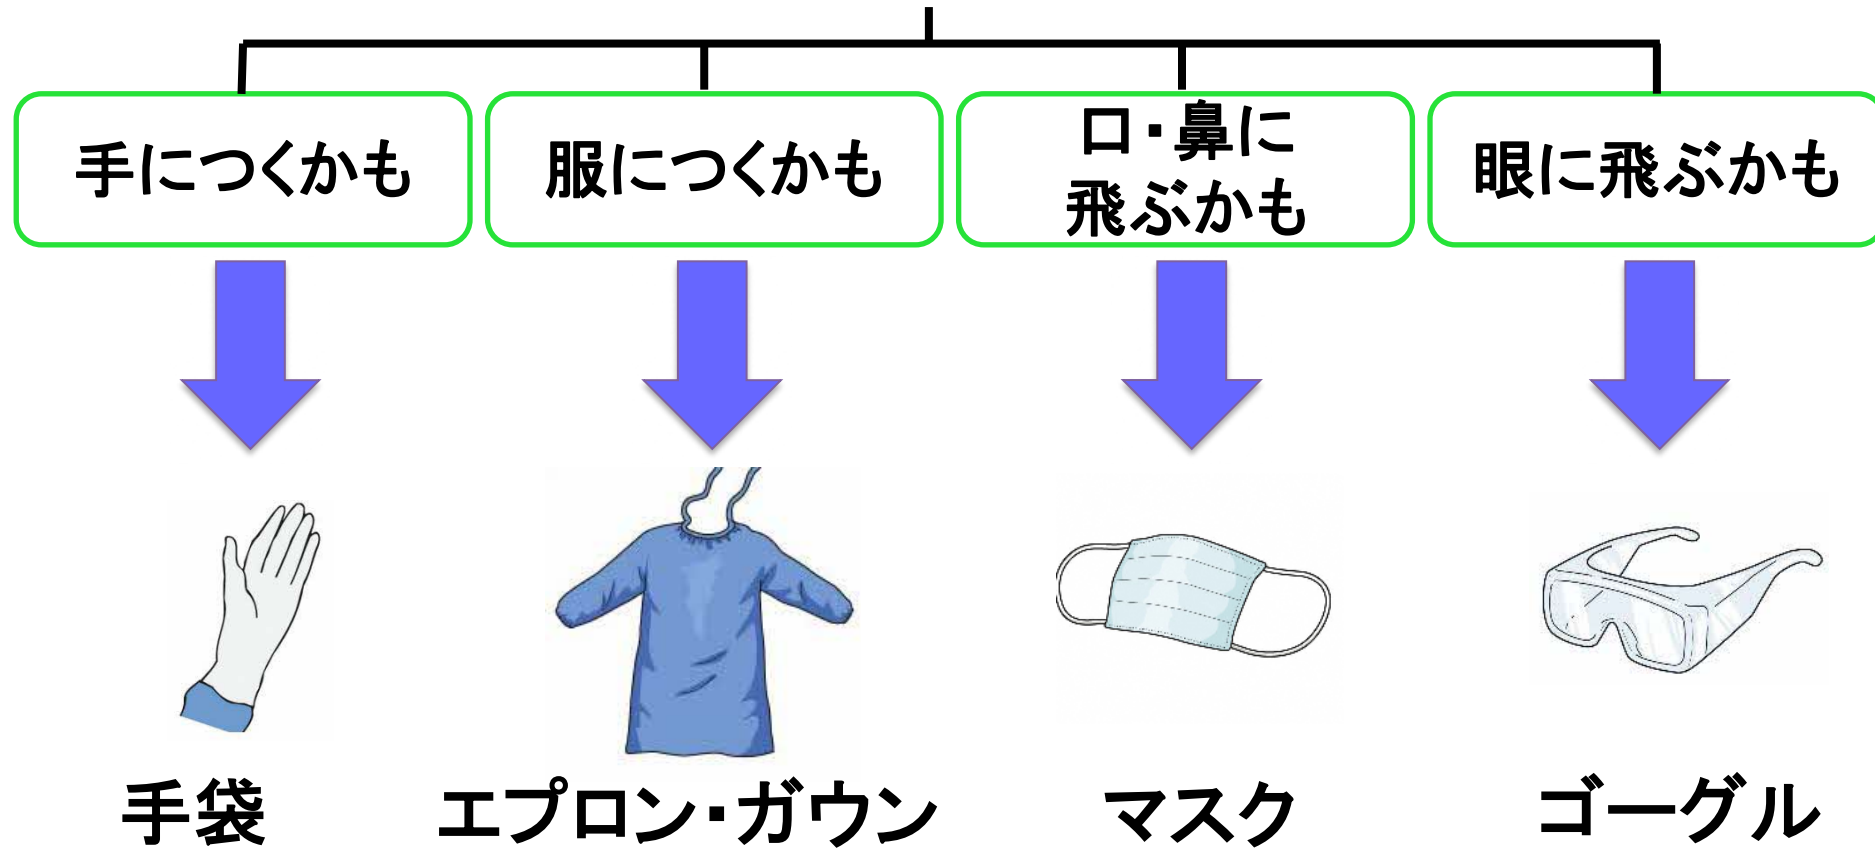 手につくかも
服につくかも
口・鼻に
飛ぶかも
眼に飛ぶかも
手袋
エプロン・ガウン
マスク
ゴーグル